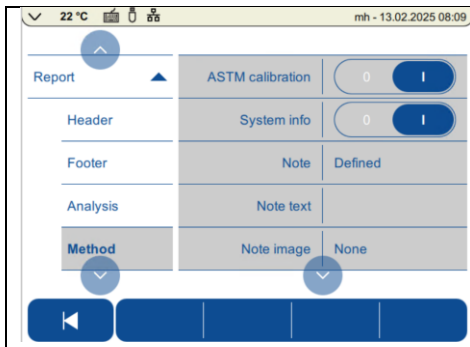 22 °C mh - 13.02.2025 08:09
Report
ASTM calibration 0 I
Header
System info 0 I
Footer
Note Defined
Analysis
Note text
Method
Note image None